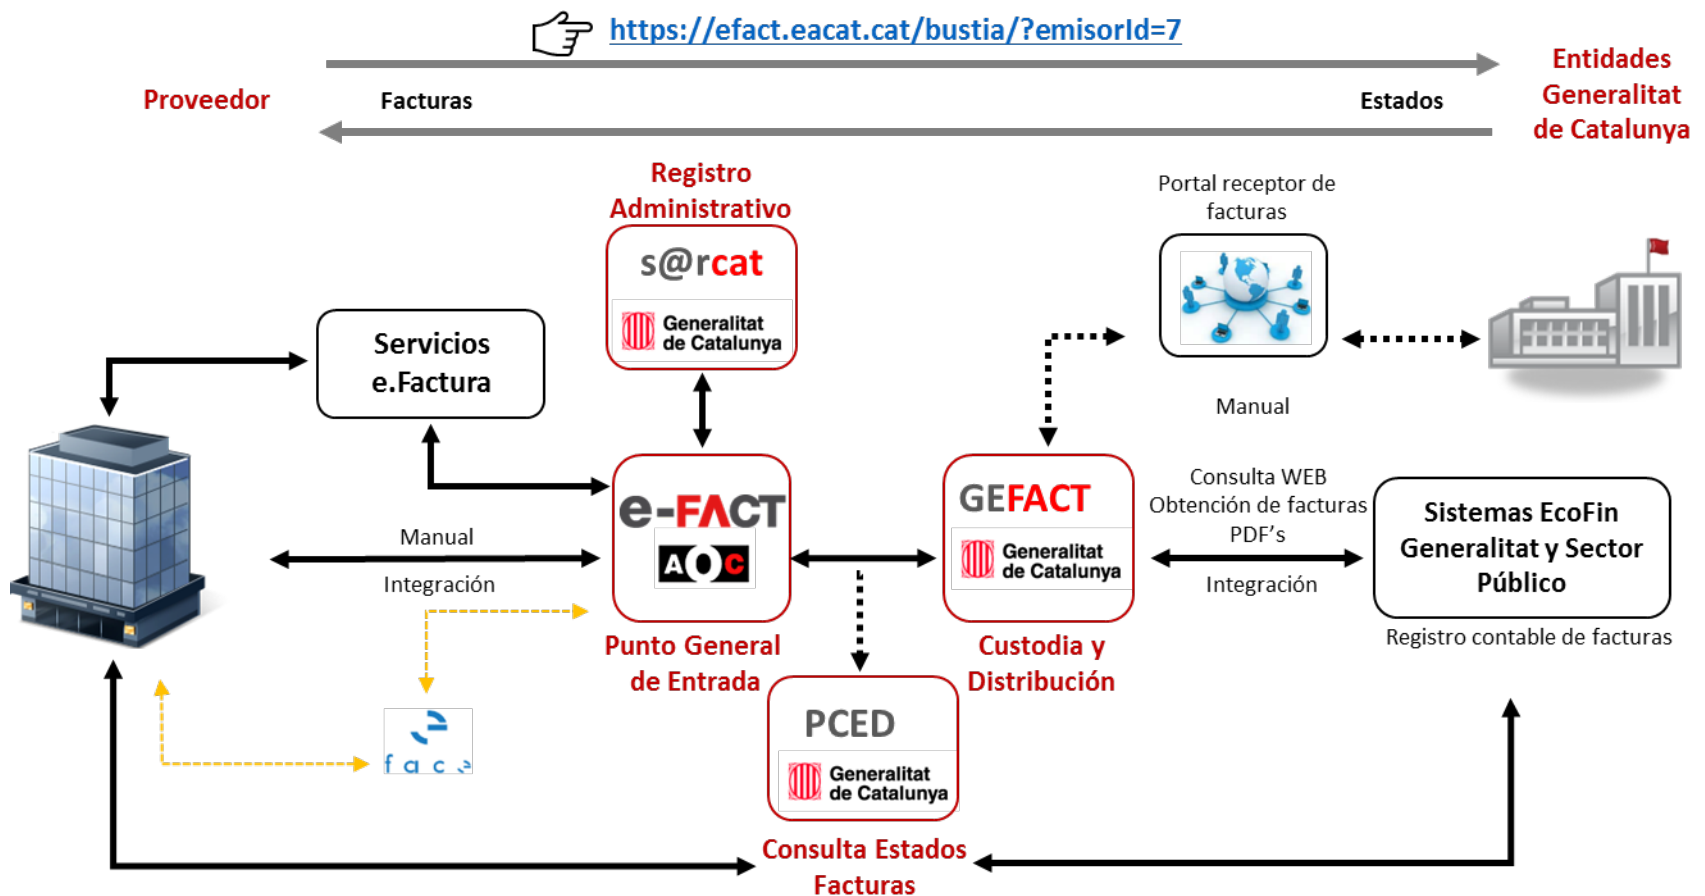 https://efact.eacat.cat/bustia/?emisorId=7
Proveedor
Facturas
Estados
Entidades
Generalitat
de Catalunya
Registro
Administrativo
s@rcat
Generalitat
de Catalunya
Portal receptor de
facturas
Manual
Servicios
e.Factura
Manual
Integración
e-FACT
AOC
Punto General
de Entrada
GEFACT
Generalitat
de Catalunya
Custodia y
Distribución
Consulta WEB
Obtención de facturas
PDF's
Integración
Sistemas EcoFin
Generalitat y Sector
Público
Registro contable de facturas
face
PCED
Generalitat
de Catalunya
Consulta Estados
Facturas